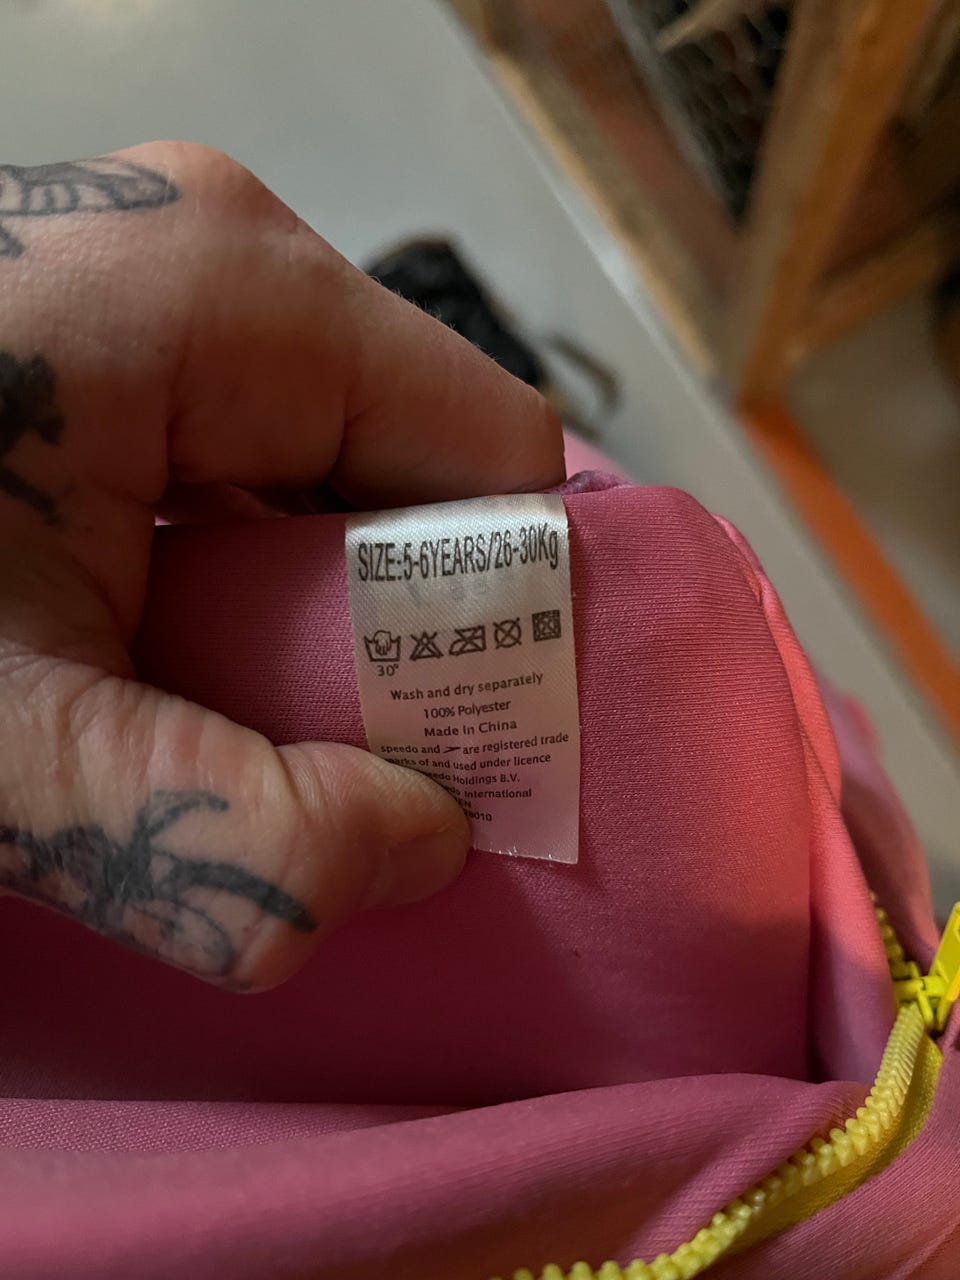 SIZE:5-6YEARS/26-30Kg
30°
Wash and dry separately
100% Polyester
Made In China
speedo and are registered trade
of and used under licence
Holdings B.V.
International